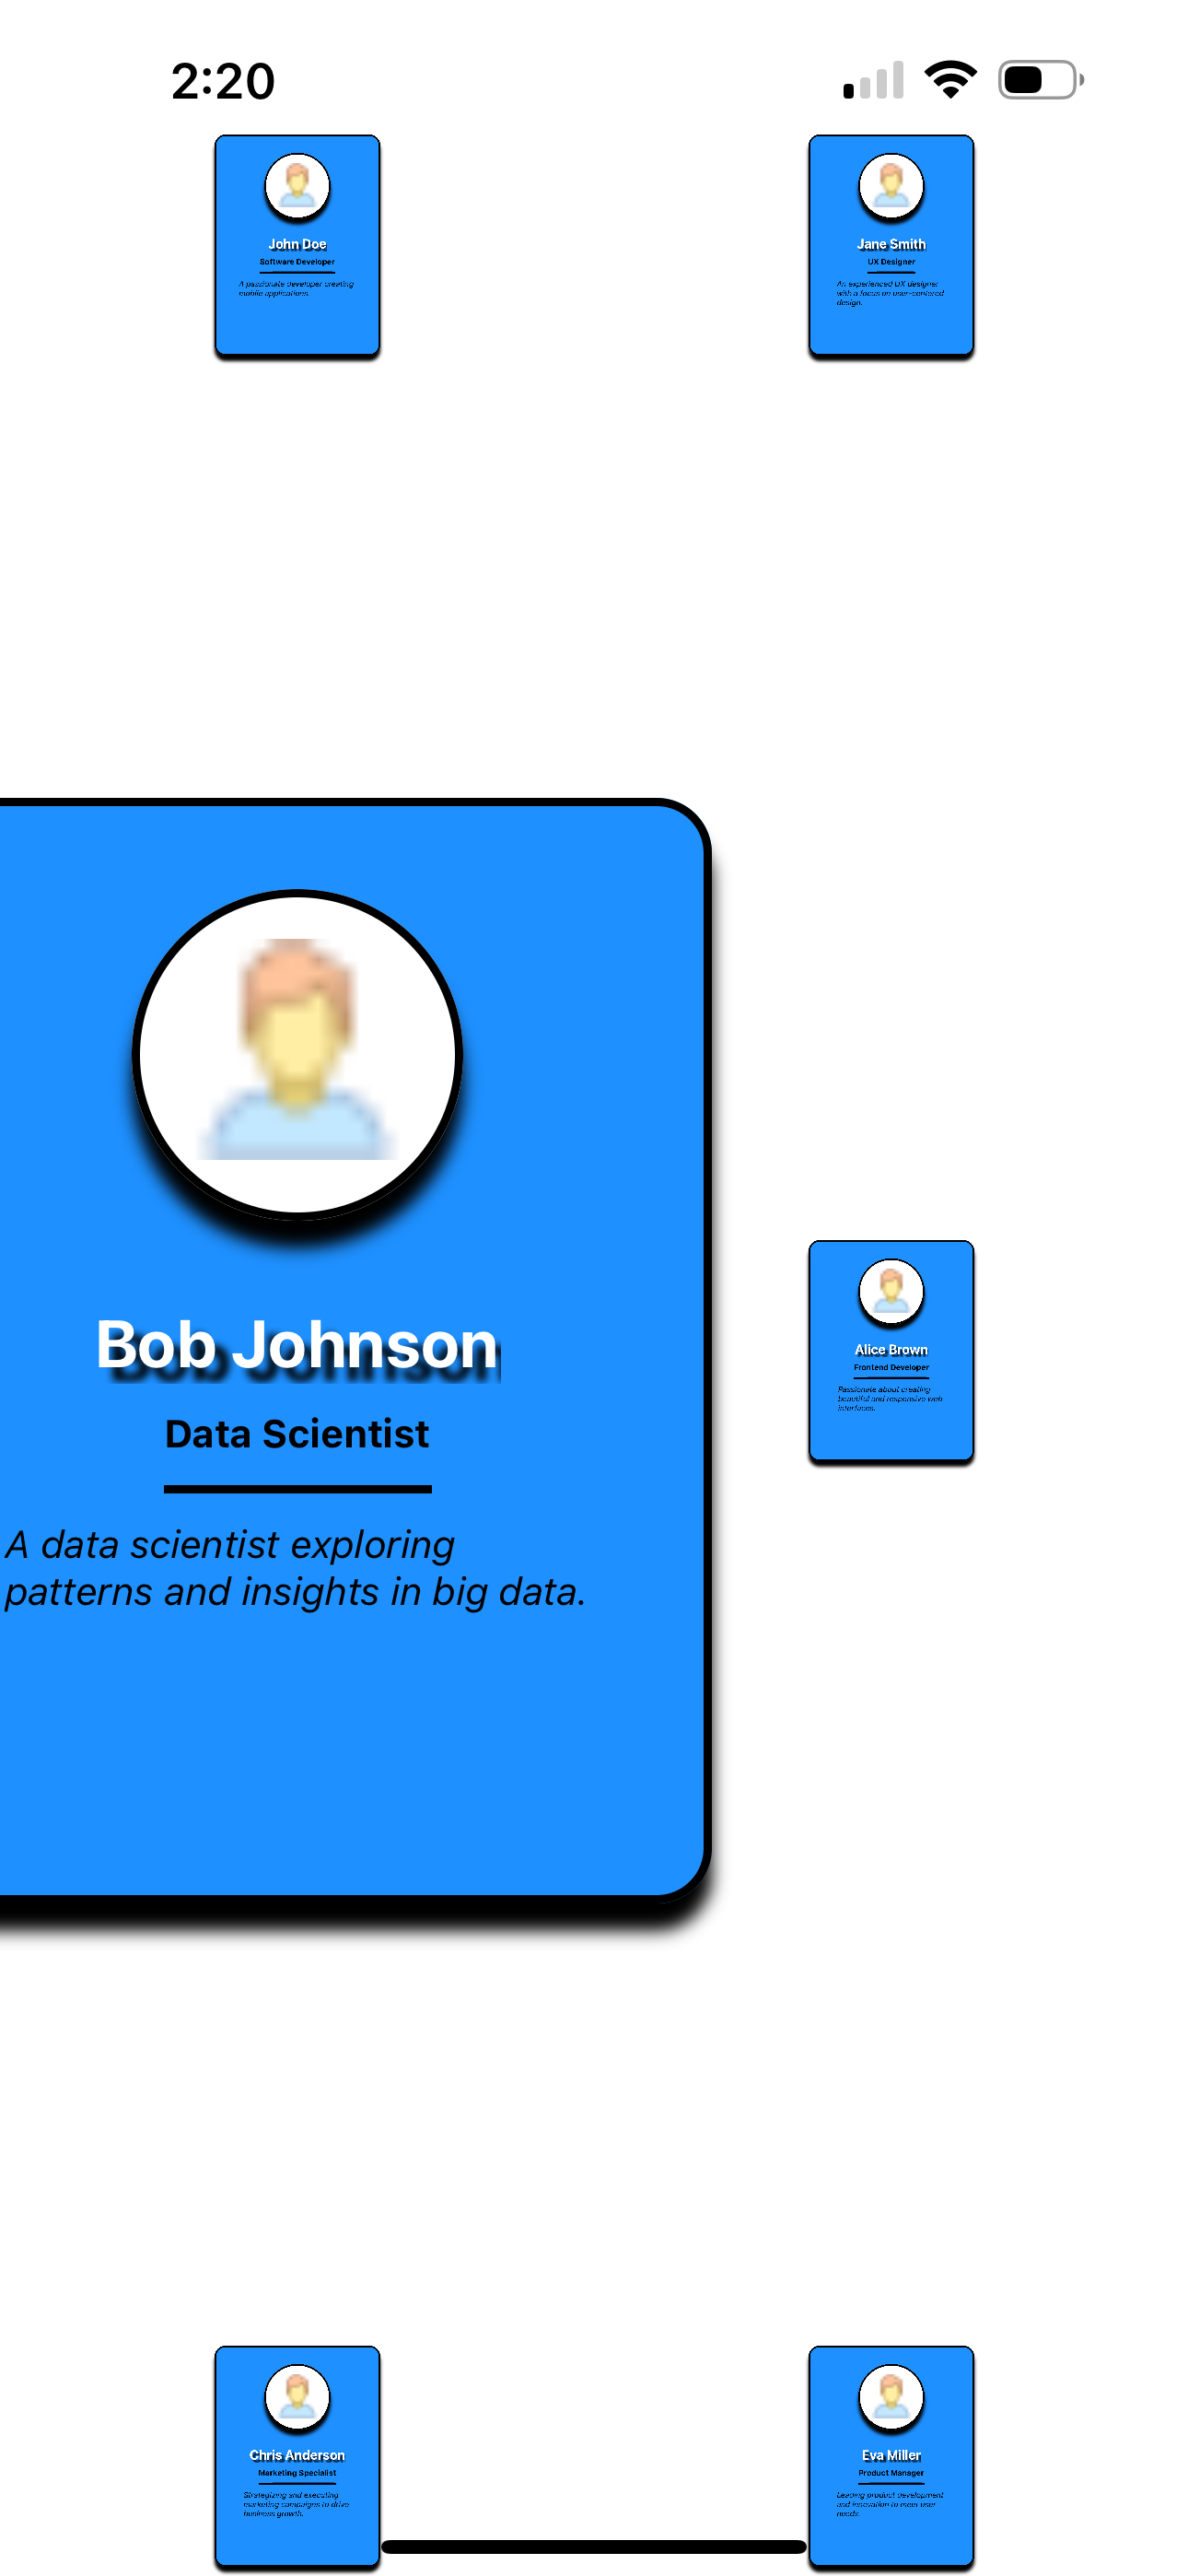 2:20
John Doe
Software Developer
A passionate developer creating
mobile applications.
Jane Smith
UX Designer
An experienced UX designer
with a focus on user-centered
design.
Bob Johnson
Data Scientist
A data scientist exploring
patterns and insights in big data.
Alice Brown
Frontend Developer
Passionate about creating
beautiful and responsive web
interfaces.
Chris Anderson
Marketing Specialist
Strategizing and executing
marketing campaigns to drive
business growth.
Eva Miller
Product Manager
Leading product development
and innovation to meet user
needs.